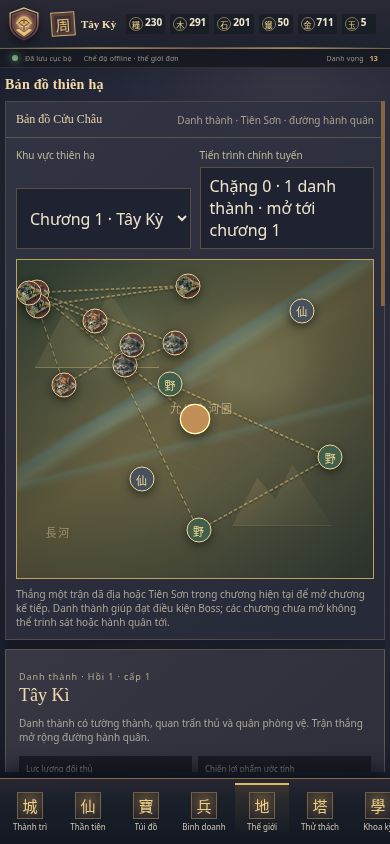 周 Tây Kỳ 種 230 木 291 石 201 鐵 50 金 711 玉 5
Đã lưu cục bộ Chế độ offline · thế giới đơn Danh vọng 13
Bản đồ thiên hạ
Bản đồ Cửu Châu Danh thành · Tiên Sơn · đường hành quân
Khu vực thiên hạ Tiến trình chính tuyến
Chương 1 · Tây Kỳ
Chặng 0 · 1 danh
thành · mở tới
chương 1
仙
野
九 河圖
野
仙
野
長河
Thắng một trận dã địa hoặc Tiên Sơn trong chương hiện tại để mở chương
kế tiếp. Danh thành giúp đạt điều kiện Boss; các chương chưa mở không
thể trinh sát hoặc hành quân tới.
Danh thành · Hồi 1 · cấp 1
Tây Kì
Danh thành có tường thành, quan trấn thủ và quân phòng vệ. Trận thắng
mở rộng đường hành quân.
Lực lượng đối thủ Chiến lợi phẩm ước tính
城 仙 寶 兵 地 塔 學
Thành trì Thần tiên Túi đồ Binh doanh Thế giới Thử thách Khoa